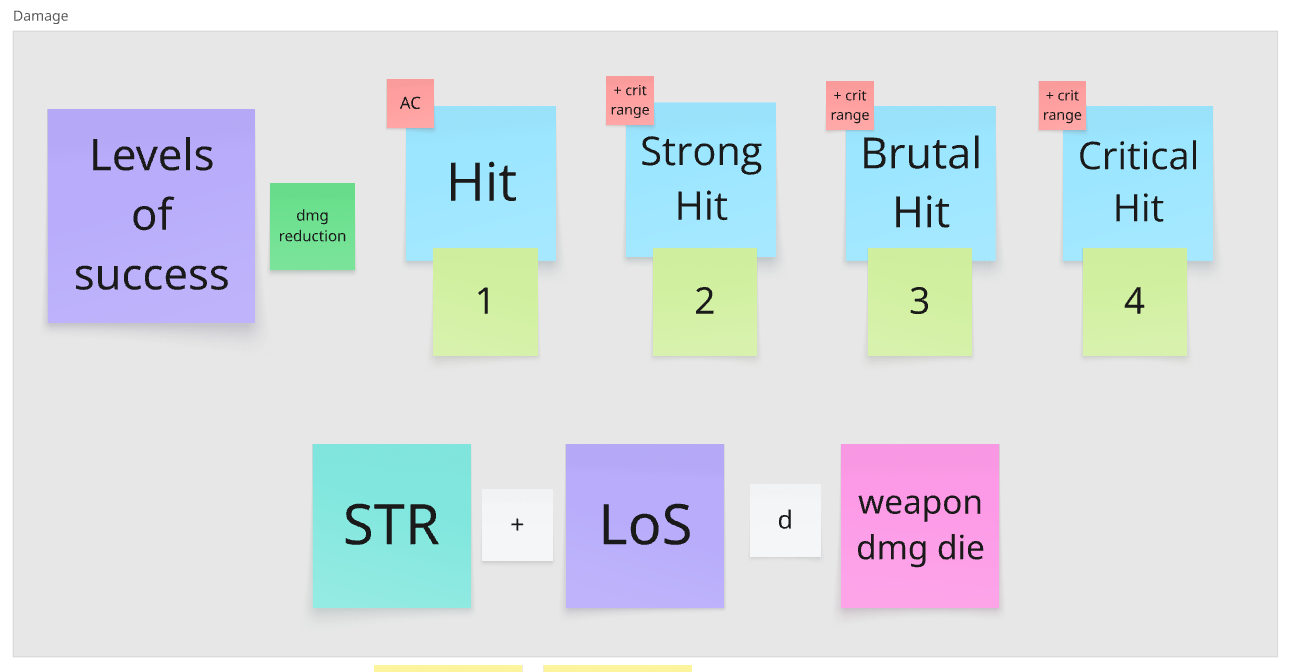 Damage
Levels
of
success
dmg
reduction
AC
Hit
1
+ crit
range
Strong
Hit
2
+ crit
range
Brutal
Hit
3
+ crit
range
Critical
Hit
4
STR
+
LoS
d
weapon
dmg die